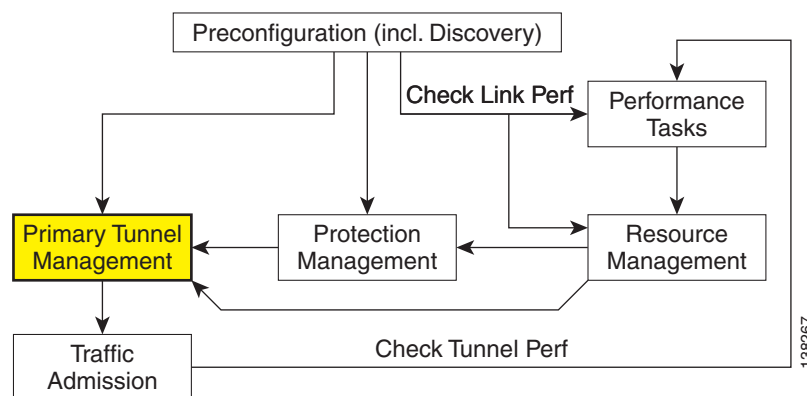 Preconfiguration (incl. Discovery)
Check Link Perf
Performance
Tasks
Primary Tunnel
Management
Protection
Management
Resource
Management
Traffic
Admission
Check Tunnel Perf
138267